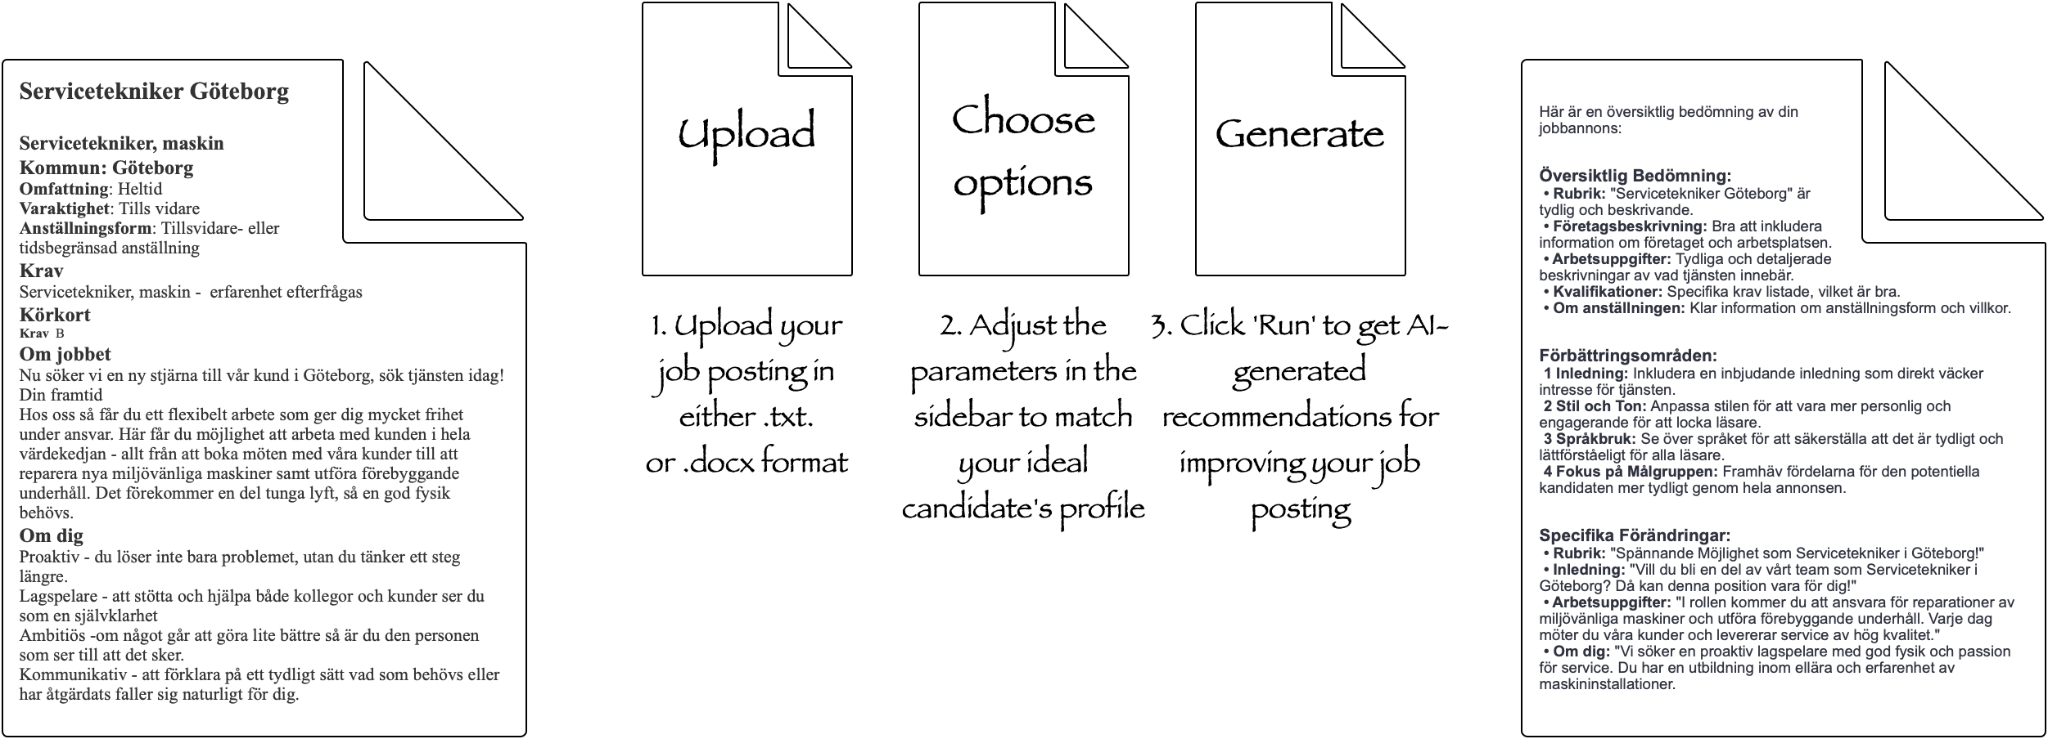 Servicetekniker Göteborg
Servicetekniker, maskin
Kommun: Göteborg
Omfattning: Heltid
Varaktighet: Tills vidare
Anställningsform: Tillsvidare- eller
tidsbegränsad anställning
Krav
Servicetekniker, maskin -  erfarenhet efterfrågas
Körkort
Krav  B
Om jobbet
Nu söker vi en ny stjärna till vår kund i Göteborg, sök tjänsten idag!
Din framtid
Hos oss så får du ett flexibelt arbete som ger dig mycket frihet
under ansvar. Här får du möjlighet att arbeta med kunden i hela
värdekedjan - allt från att boka möten med våra kunder till att
reparera nya miljövänliga maskiner samt utföra förebyggande
underhåll. Det förekommer en del tunga lyft, så en god fysik
behövs.
Om dig
Proaktiv - du löser inte bara problemet, utan du tänker ett steg
längre.
Lagspelare - att stötta och hjälpa både kollegor och kunder ser du
som en självklarhet
Ambitiös -om något går att göra lite bättre så är du den personen
som ser till att det sker.
Kommunikativ - att förklara på ett tydligt sätt vad som behövs eller
har åtgärdats faller sig naturligt för dig.
Upload
1. Upload your
job posting in
either .txt.
or .docx format
Choose
options
2. Adjust the
parameters in the
sidebar to match
your ideal
candidate's profile
Generate
3. Click 'Run' to get AI-
generated
recommendations for
improving your job
posting
Här är en översiktlig bedömning av din
jobbannons:
Översiktlig Bedömning:
• Rubrik: "Servicetekniker Göteborg" är
tydlig och beskrivande.
• Företagsbeskrivning: Bra att inkludera
information om företaget och arbetsplatsen.
• Arbetsuppgifter: Tydliga och detaljerade
beskrivningar av vad tjänsten innebär.
• Kvalifikationer: Specifika krav listade, vilket är bra.
• Om anställningen: Klar information om anställningsform och villkor.
Förbättringsområden:
1 Inledning: Inkludera en inbjudande inledning som direkt väcker
intresse för tjänsten.
2 Stil och Ton: Anpassa stilen för att vara mer personlig och
engagerande för att locka läsare.
3 Språkbruk: Se över språket för att säkerställa att det är tydligt och
lättförståeligt för alla läsare.
4 Fokus på Målgruppen: Framhäv fördelarna för den potentiella
kandidaten mer tydligt genom hela annonsen.
Specifika Förändringar:
• Rubrik: "Spännande Möjlighet som Servicetekniker i Göteborg!"
• Inledning: "Vill du bli en del av vårt team som Servicetekniker i
Göteborg? Då kan denna position vara för dig!"
• Arbetsuppgifter: "I rollen kommer du att ansvara för reparationer av
miljövänliga maskiner och utföra förebyggande underhåll. Varje dag
möter du våra kunder och levererar service av hög kvalitet."
• Om dig: "Vi söker en proaktiv lagspelare med god fysik och passion
för service. Du har en utbildning inom ellära och erfarenhet av
maskininstallationer.